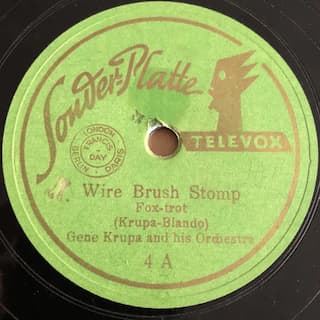 Sonder-Platte
TELEVOX
LONDON
FRANCIS
DAY
BERLIN PARIS
Wire Brush Stomp
Fox-trot
(Krupa-Biando)
Gene Krupa and his Orchestra
4 A